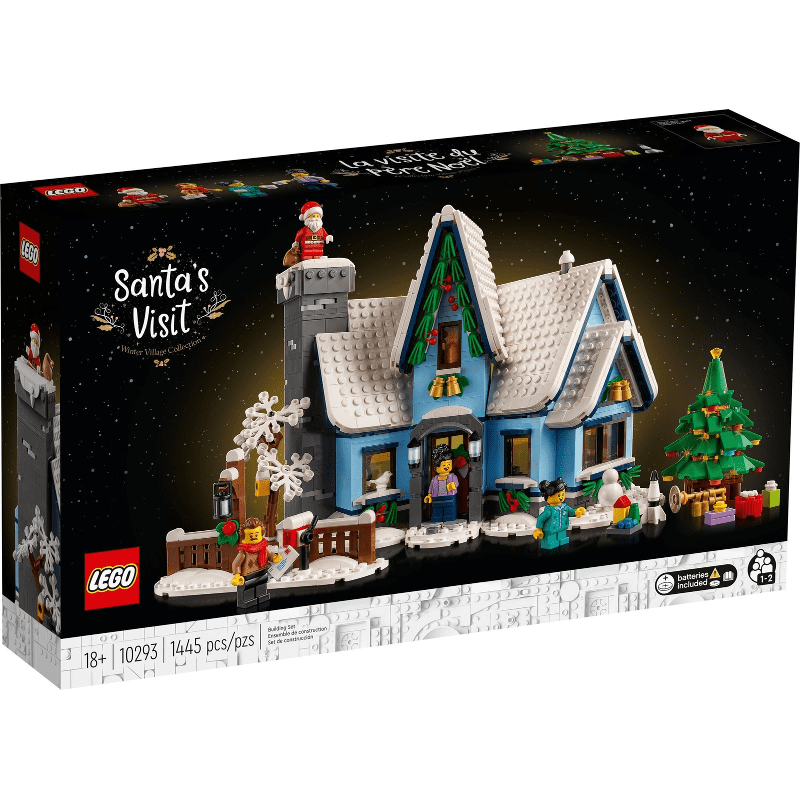 LEGO
La visite du
Père Noël
LEGO
Santa's
Visit
Winter Village Collection
LEGO
batteries
included
1-2
18+ | 10293 | 1445 pcs/pzs
Building Set
Ensemble de construction
Set de construcción